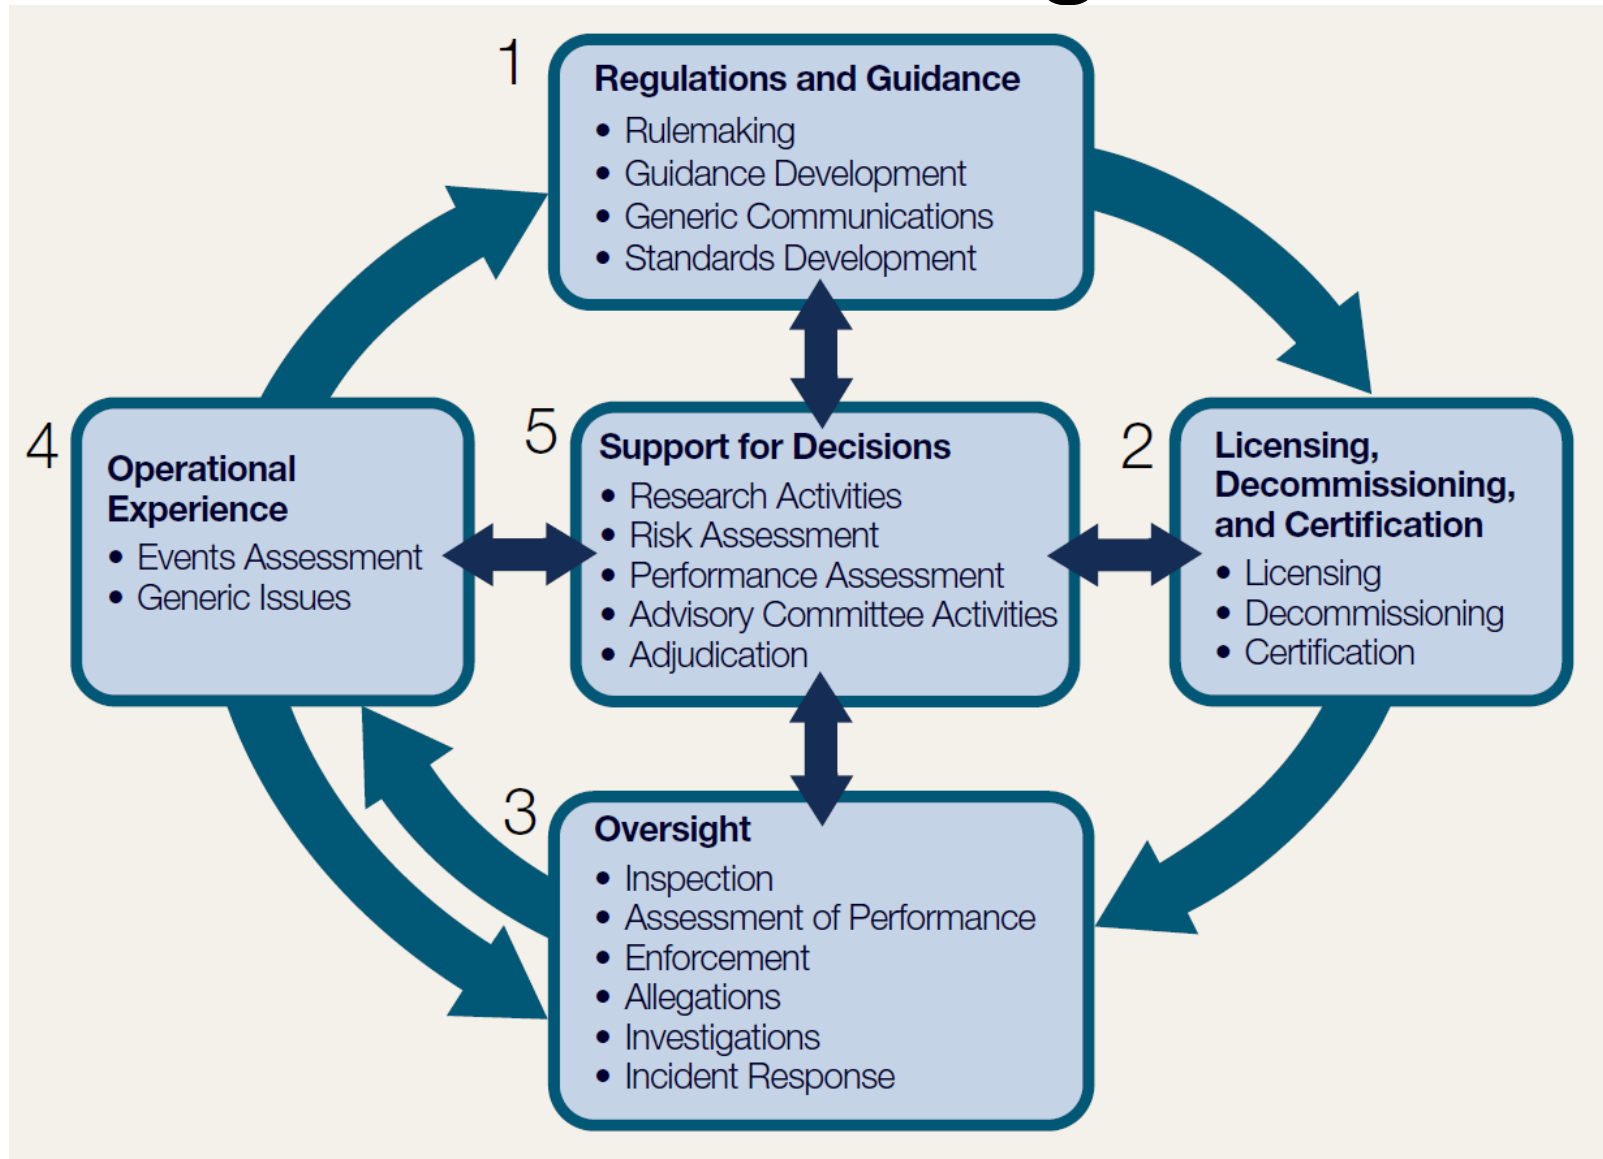 1
Regulations and Guidance
• Rulemaking
• Guidance Development
• Generic Communications
• Standards Development
4
Operational
Experience
• Events Assessment
• Generic Issues
5
Support for Decisions
• Research Activities
• Risk Assessment
• Performance Assessment
• Advisory Committee Activities
• Adjudication
2
Licensing,
Decommissioning,
and Certification
• Licensing
• Decommissioning
• Certification
3
Oversight
• Inspection
• Assessment of Performance
• Enforcement
• Allegations
• Investigations
• Incident Response